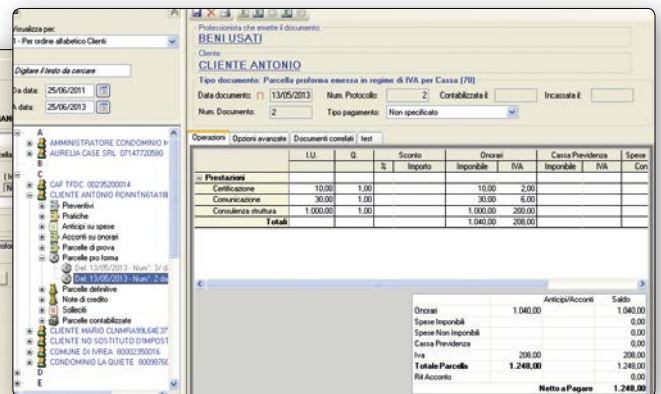 Visualizza per:
1 - Per ordine alfabetico Clienti
Digitare il testo da cercare
Da data: 25/06/2011
A data: 25/06/2013
A
AMMINISTRATORE CONDOMINIO M
AURELIA CASE SRL 07147720580
B
C
CAF TFDC 00235200014
CLIENTE ANTONIO RDNNTN61A18
Preventivi
Pratiche
Anticipi su spese
Acconti su onorari
Parcelle di prova
Parcelle pro forma
Del: 13/05/2013 - Num°: 3/ d
Del: 13/05/2013 - Num°: 2 da
Parcelle definitive
Note di credito
Solleciti
Parcelle contabilizzate
CLIENTE MARIO CLNMRA99L64E37
CLIENTE NO SOSTITUTO D'IMPOST
COMUNE DI IVREA 80002350016
CONDOMINIO LA QUIETE 80098760
D
E
Professionista che emette il documento:
BENI USATI
Cliente:
CLIENTE ANTONIO
Tipo documento: Parcella proforma emessa in regime di IVA per Cassa (70)
Data documento: 13/05/2013 Num. Protocollo: 2 Contabilizzata il: Incassata il:
Num. Documento: 2 Tipo pagamento: Non specificato
Operazioni Opzioni avanzate Documenti correlati test
I.U. Q. Sconto Onorari Cassa Previdenza Spese
% Importo Imponibile IVA Imponibile IVA Con
Prestazioni
Certificazione 10,00 1,00 10,00 2,00
Comunicazione 30,00 1,00 30,00 6,00
Consulenza struttura 1.000,00 1,00 1.000,00 200,00
Totali 1.040,00 208,00
Anticipi/Acconti Saldo
Onorari 1.040,00 1.040,00
Spese Imponibili 0,00
Spese Non Imponibili 0,00
Cassa Previdenza 0,00
Iva 208,00 208,00
Totale Parcella 1.248,00 1.248,00
Rit Acconto 0,00
Netto a Pagare 1.248,00